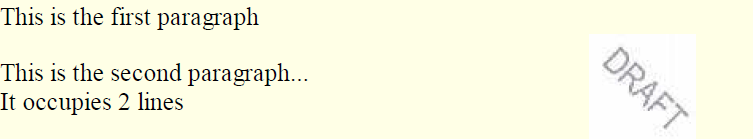 This is the first paragraph
This is the second paragraph...
It occupies 2 lines
DRAFT